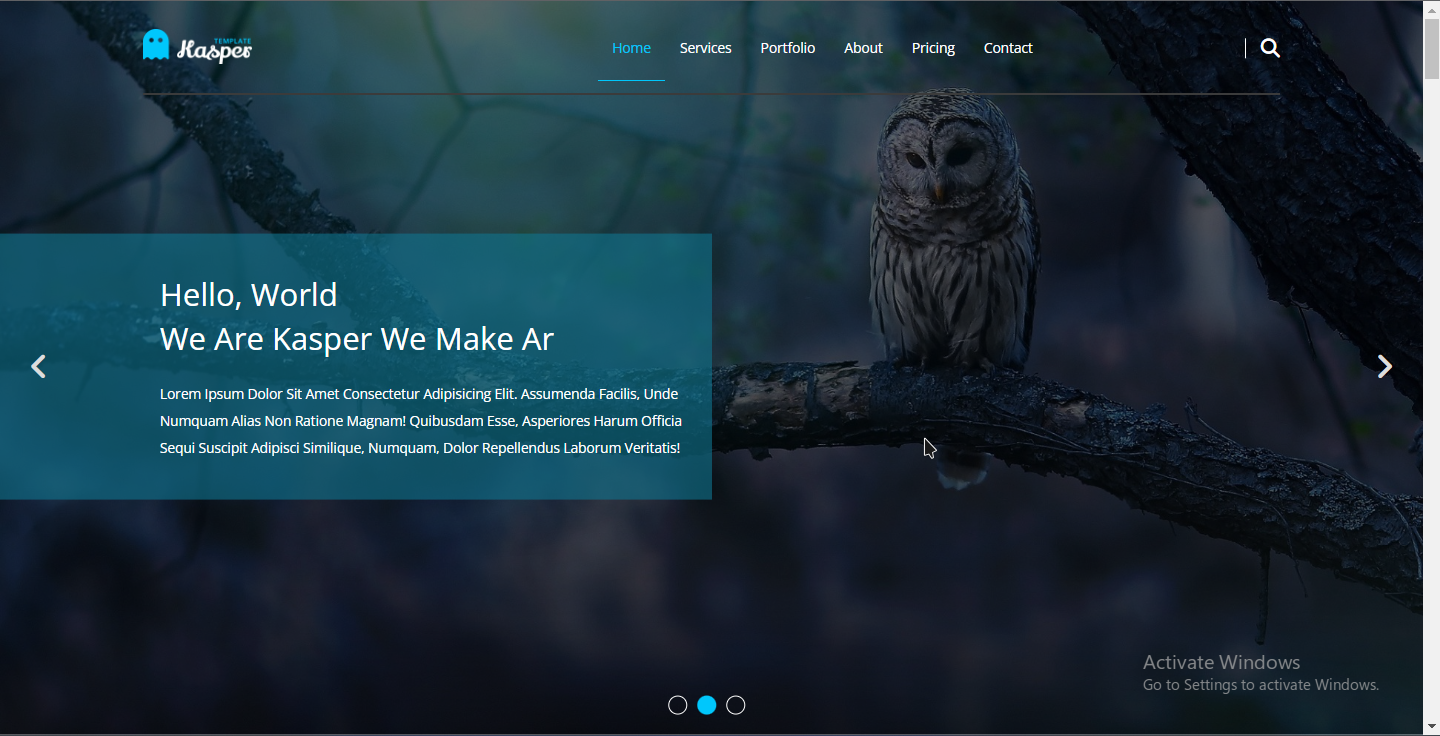 TEMPLATE
Kasper
Home Services Portfolio About Pricing Contact
Hello, World
We Are Kasper We Make Ar
Lorem Ipsum Dolor Sit Amet Consectetur Adipisicing Elit. Assumenda Facilis, Unde
Numquam Alias Non Ratione Magnam! Quibusdam Esse, Asperiores Harum Officia
Sequi Suscipit Adipisci Similique, Numquam, Dolor Repellendus Laborum Veritatis!
Activate Windows
Go to Settings to activate Windows.